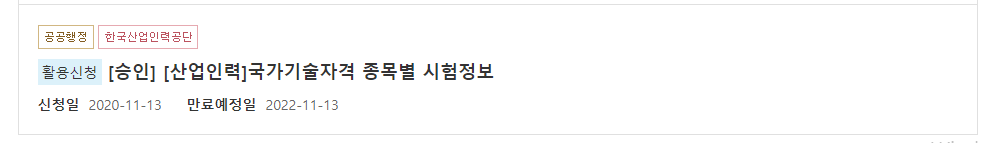 공공행정 한국산업인력공단
활용신청 [승인] [산업인력]국가기술자격 종목별 시험정보
신청일 2020-11-13 만료예정일 2022-11-13